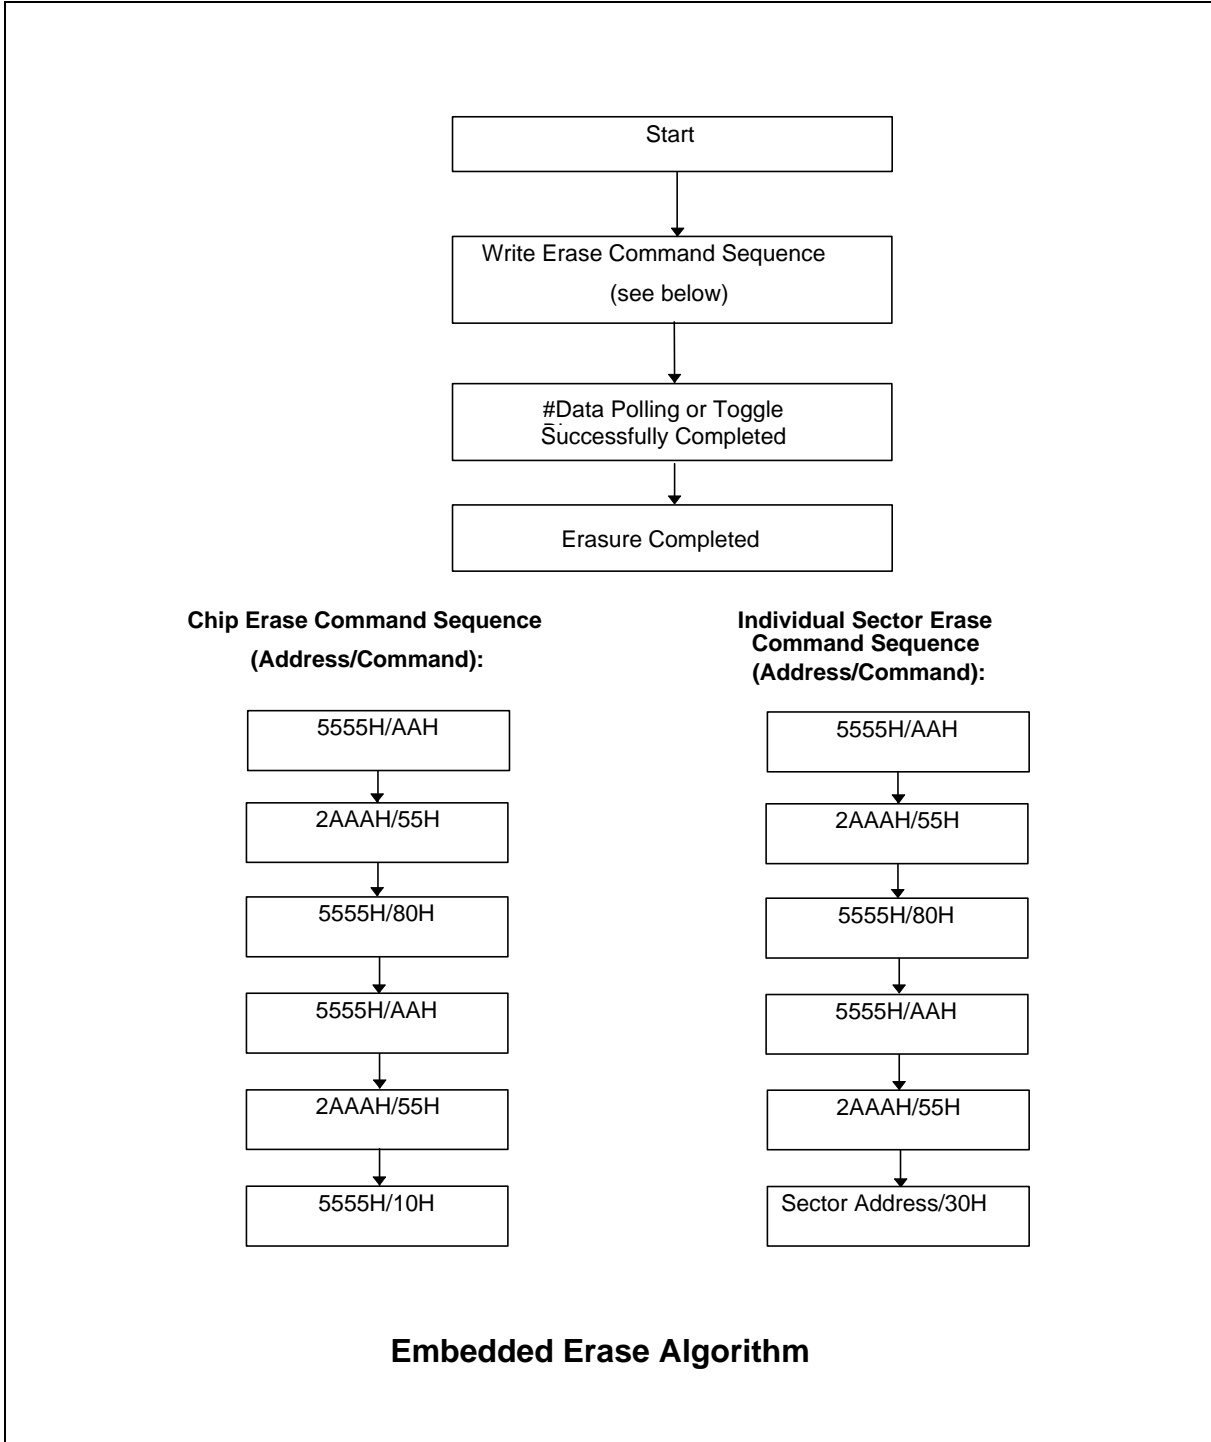 Start
Write Erase Command Sequence
(see below)
#Data Polling or Toggle
Successfully Completed
Erasure Completed
Chip Erase Command Sequence
(Address/Command):
5555H/AAH
2AAAH/55H
5555H/80H
5555H/AAH
2AAAH/55H
5555H/10H
Individual Sector Erase
Command Sequence
(Address/Command):
5555H/AAH
2AAAH/55H
5555H/80H
5555H/AAH
2AAAH/55H
Sector Address/30H
Embedded Erase Algorithm